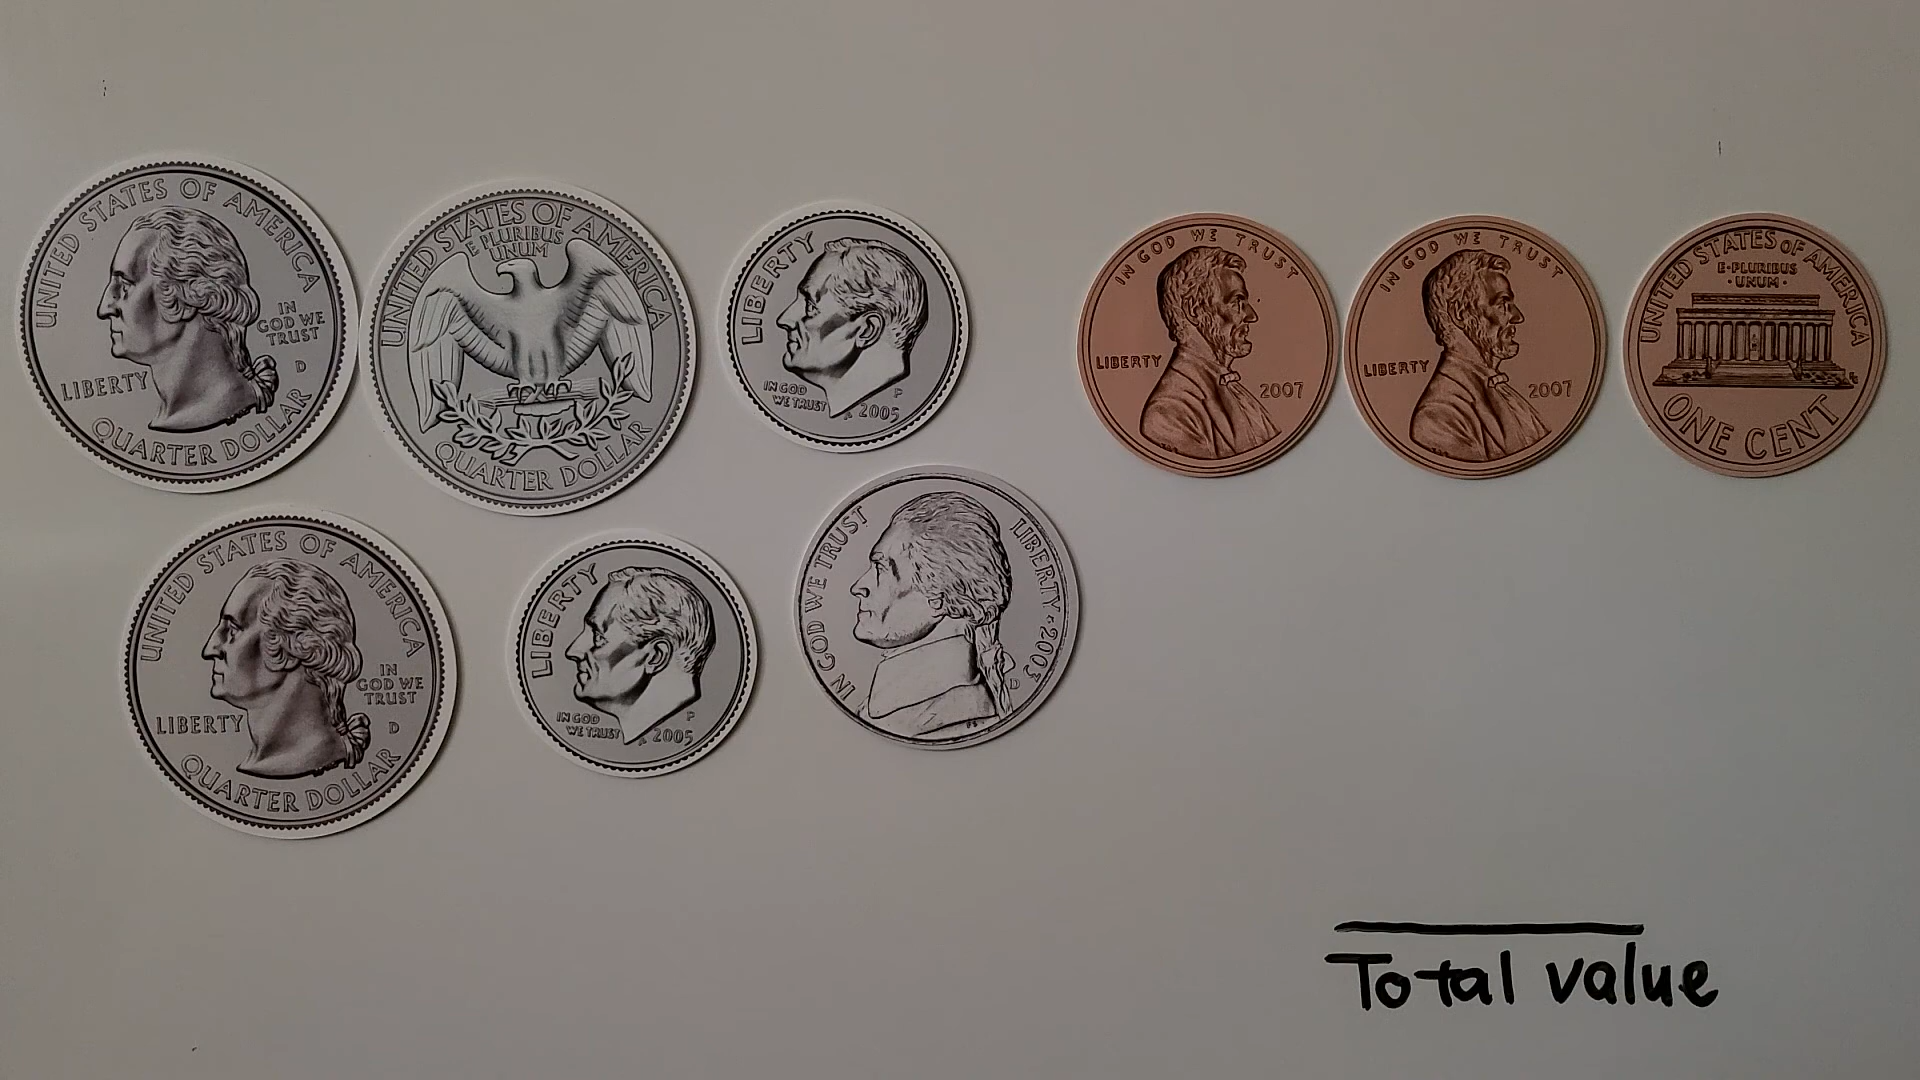 UNITED STATES OF AMERICA
IN
GOD WE
TRUST
D
LIBERTY
QUARTER DOLLAR
UNITED STATES OF AMERICA
E PLURIBUS
UNUM
QUARTER DOLLAR
LIBERTY
IN GOD
WE TRUST
P
2005
IN GOD WE TRUST
LIBERTY
2007
IN GOD WE TRUST
LIBERTY
2007
UNITED STATES OF AMERICA
E·PLURIBUS
·UNUM·
ONE CENT
UNITED STATES OF AMERICA
IN
GOD WE
TRUST
D
LIBERTY
QUARTER DOLLAR
LIBERTY
IN GOD
WE TRUST
P
2005
IN GOD WE TRUST
LIBERTY · 2003
D
Total value